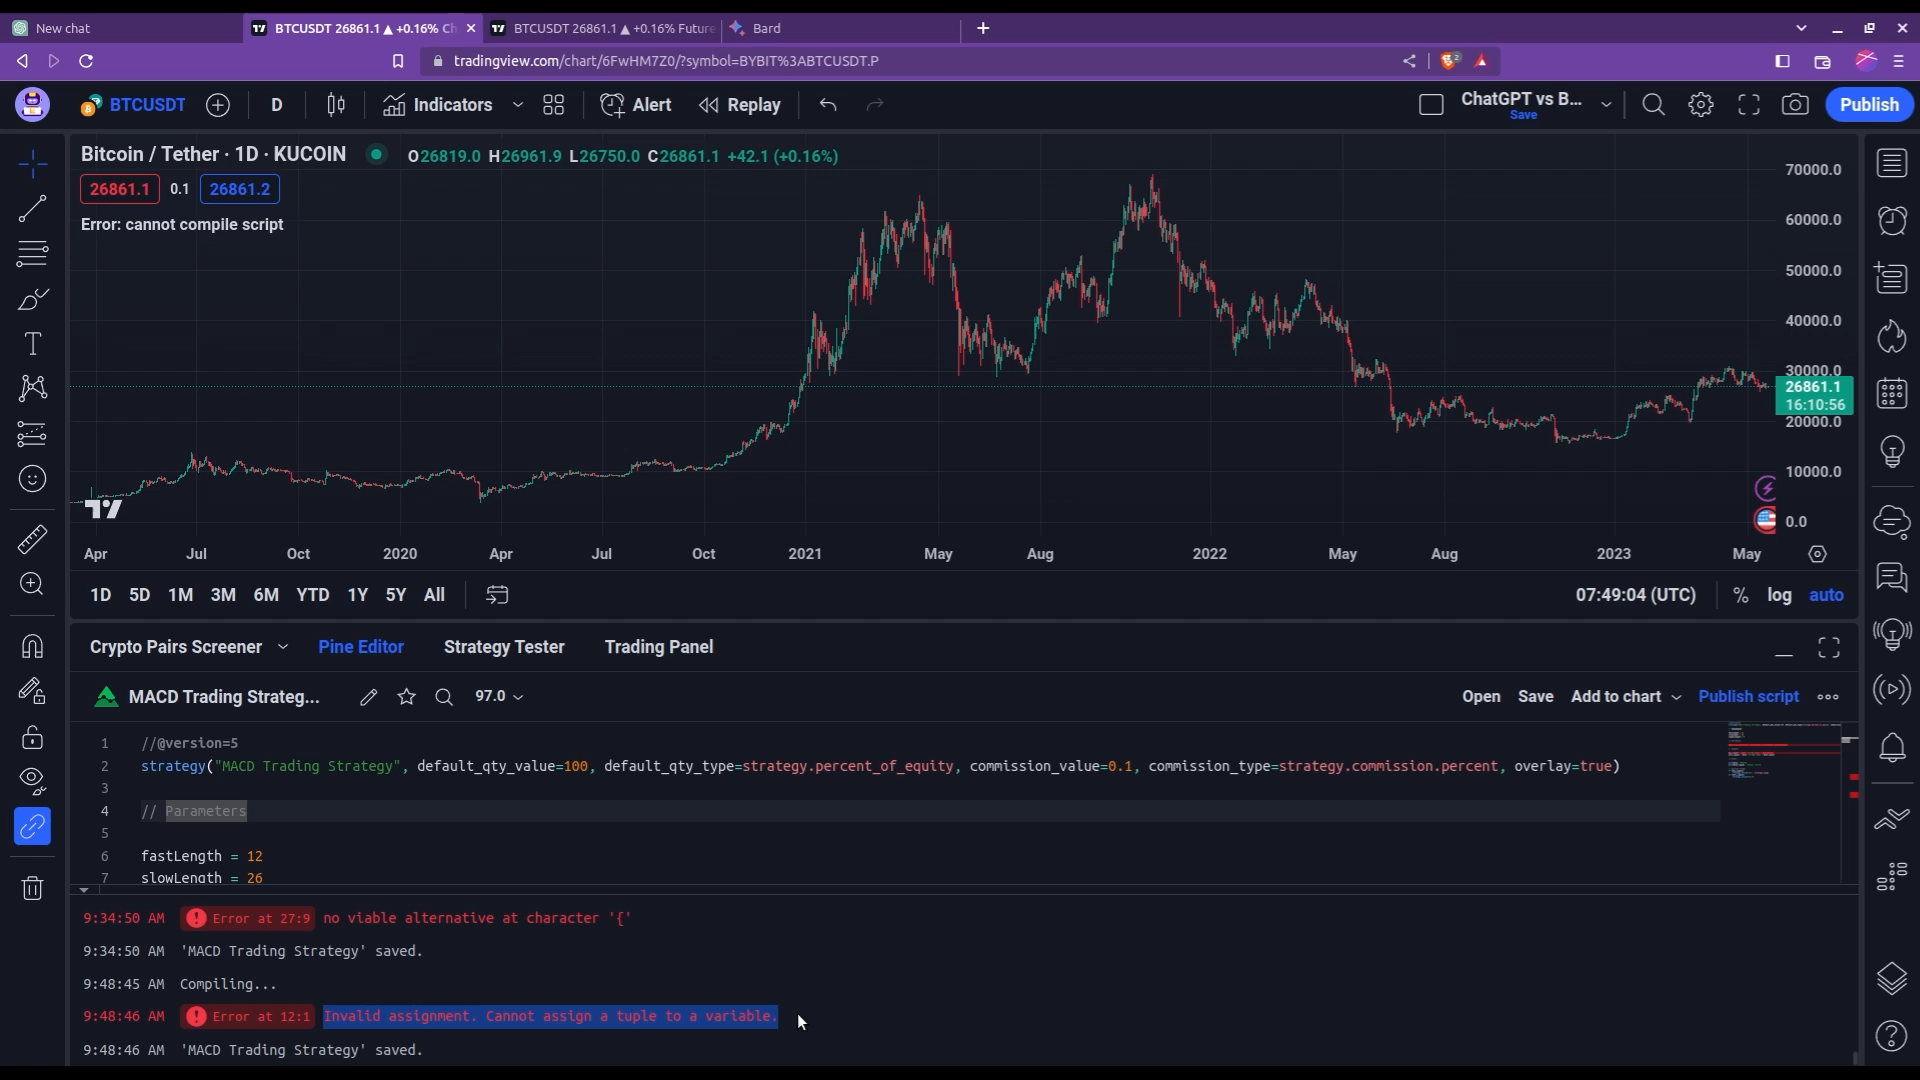 New chat
BTCUSDT 26861.1 ▲ +0.16% Ch
BTCUSDT 26861.1 ▲ +0.16% Future
Bard
tradingview.com/chart/6FwHM7Z0/?symbol=BYBIT%3ABTCUSDT.P
2
BTCUSDT
D
Indicators
Alert
Replay
ChatGPT vs B...
Save
Publish
Bitcoin / Tether · 1D · KUCOIN
O26819.0 H26961.9 L26750.0 C26861.1 +42.1 (+0.16%)
26861.1 0.1 26861.2
Error: cannot compile script
70000.0
60000.0
50000.0
40000.0
30000.0
26861.1
16:10:56
20000.0
10000.0
0.0
Apr Jul Oct 2020 Apr Jul Oct 2021 May Aug 2022 May Aug 2023 May
1D 5D 1M 3M 6M YTD 1Y 5Y All
07:49:04 (UTC) % log auto
Crypto Pairs Screener Pine Editor Strategy Tester Trading Panel
MACD Trading Strateg... 97.0
Open Save Add to chart Publish script
1 //@version=5
2 strategy("MACD Trading Strategy", default_qty_value=100, default_qty_type=strategy.percent_of_equity, commission_value=0.1, commission_type=strategy.commission.percent, overlay=true)
3
4 // Parameters
5
6 fastLength = 12
7 slowLength = 26
9:34:50 AM Error at 27:9 no viable alternative at character '{'
9:34:50 AM 'MACD Trading Strategy' saved.
9:48:45 AM Compiling...
9:48:46 AM Error at 12:1 Invalid assignment. Cannot assign a tuple to a variable.
9:48:46 AM 'MACD Trading Strategy' saved.